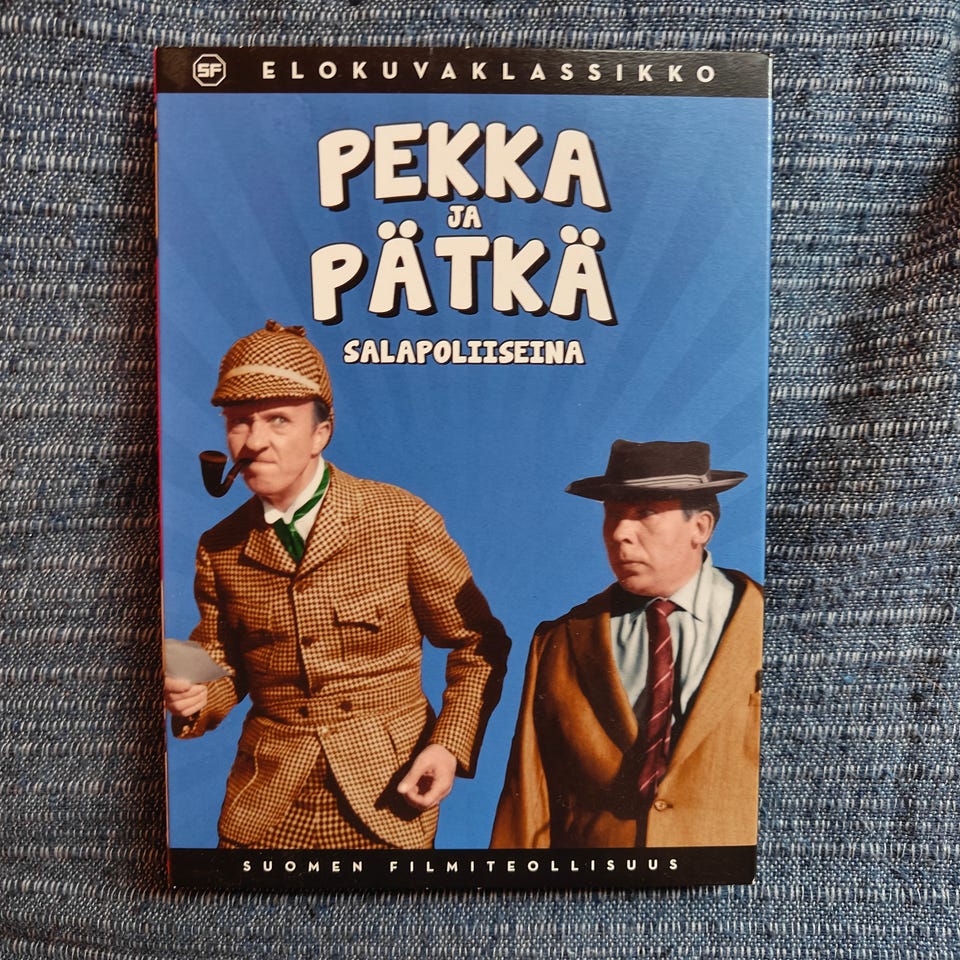 SF ELOKUVAKLASSIKKO
PEKKA
JA
PÄTKÄ
SALAPOLIISEINA
SUOMEN FILMITEOLLISUUS